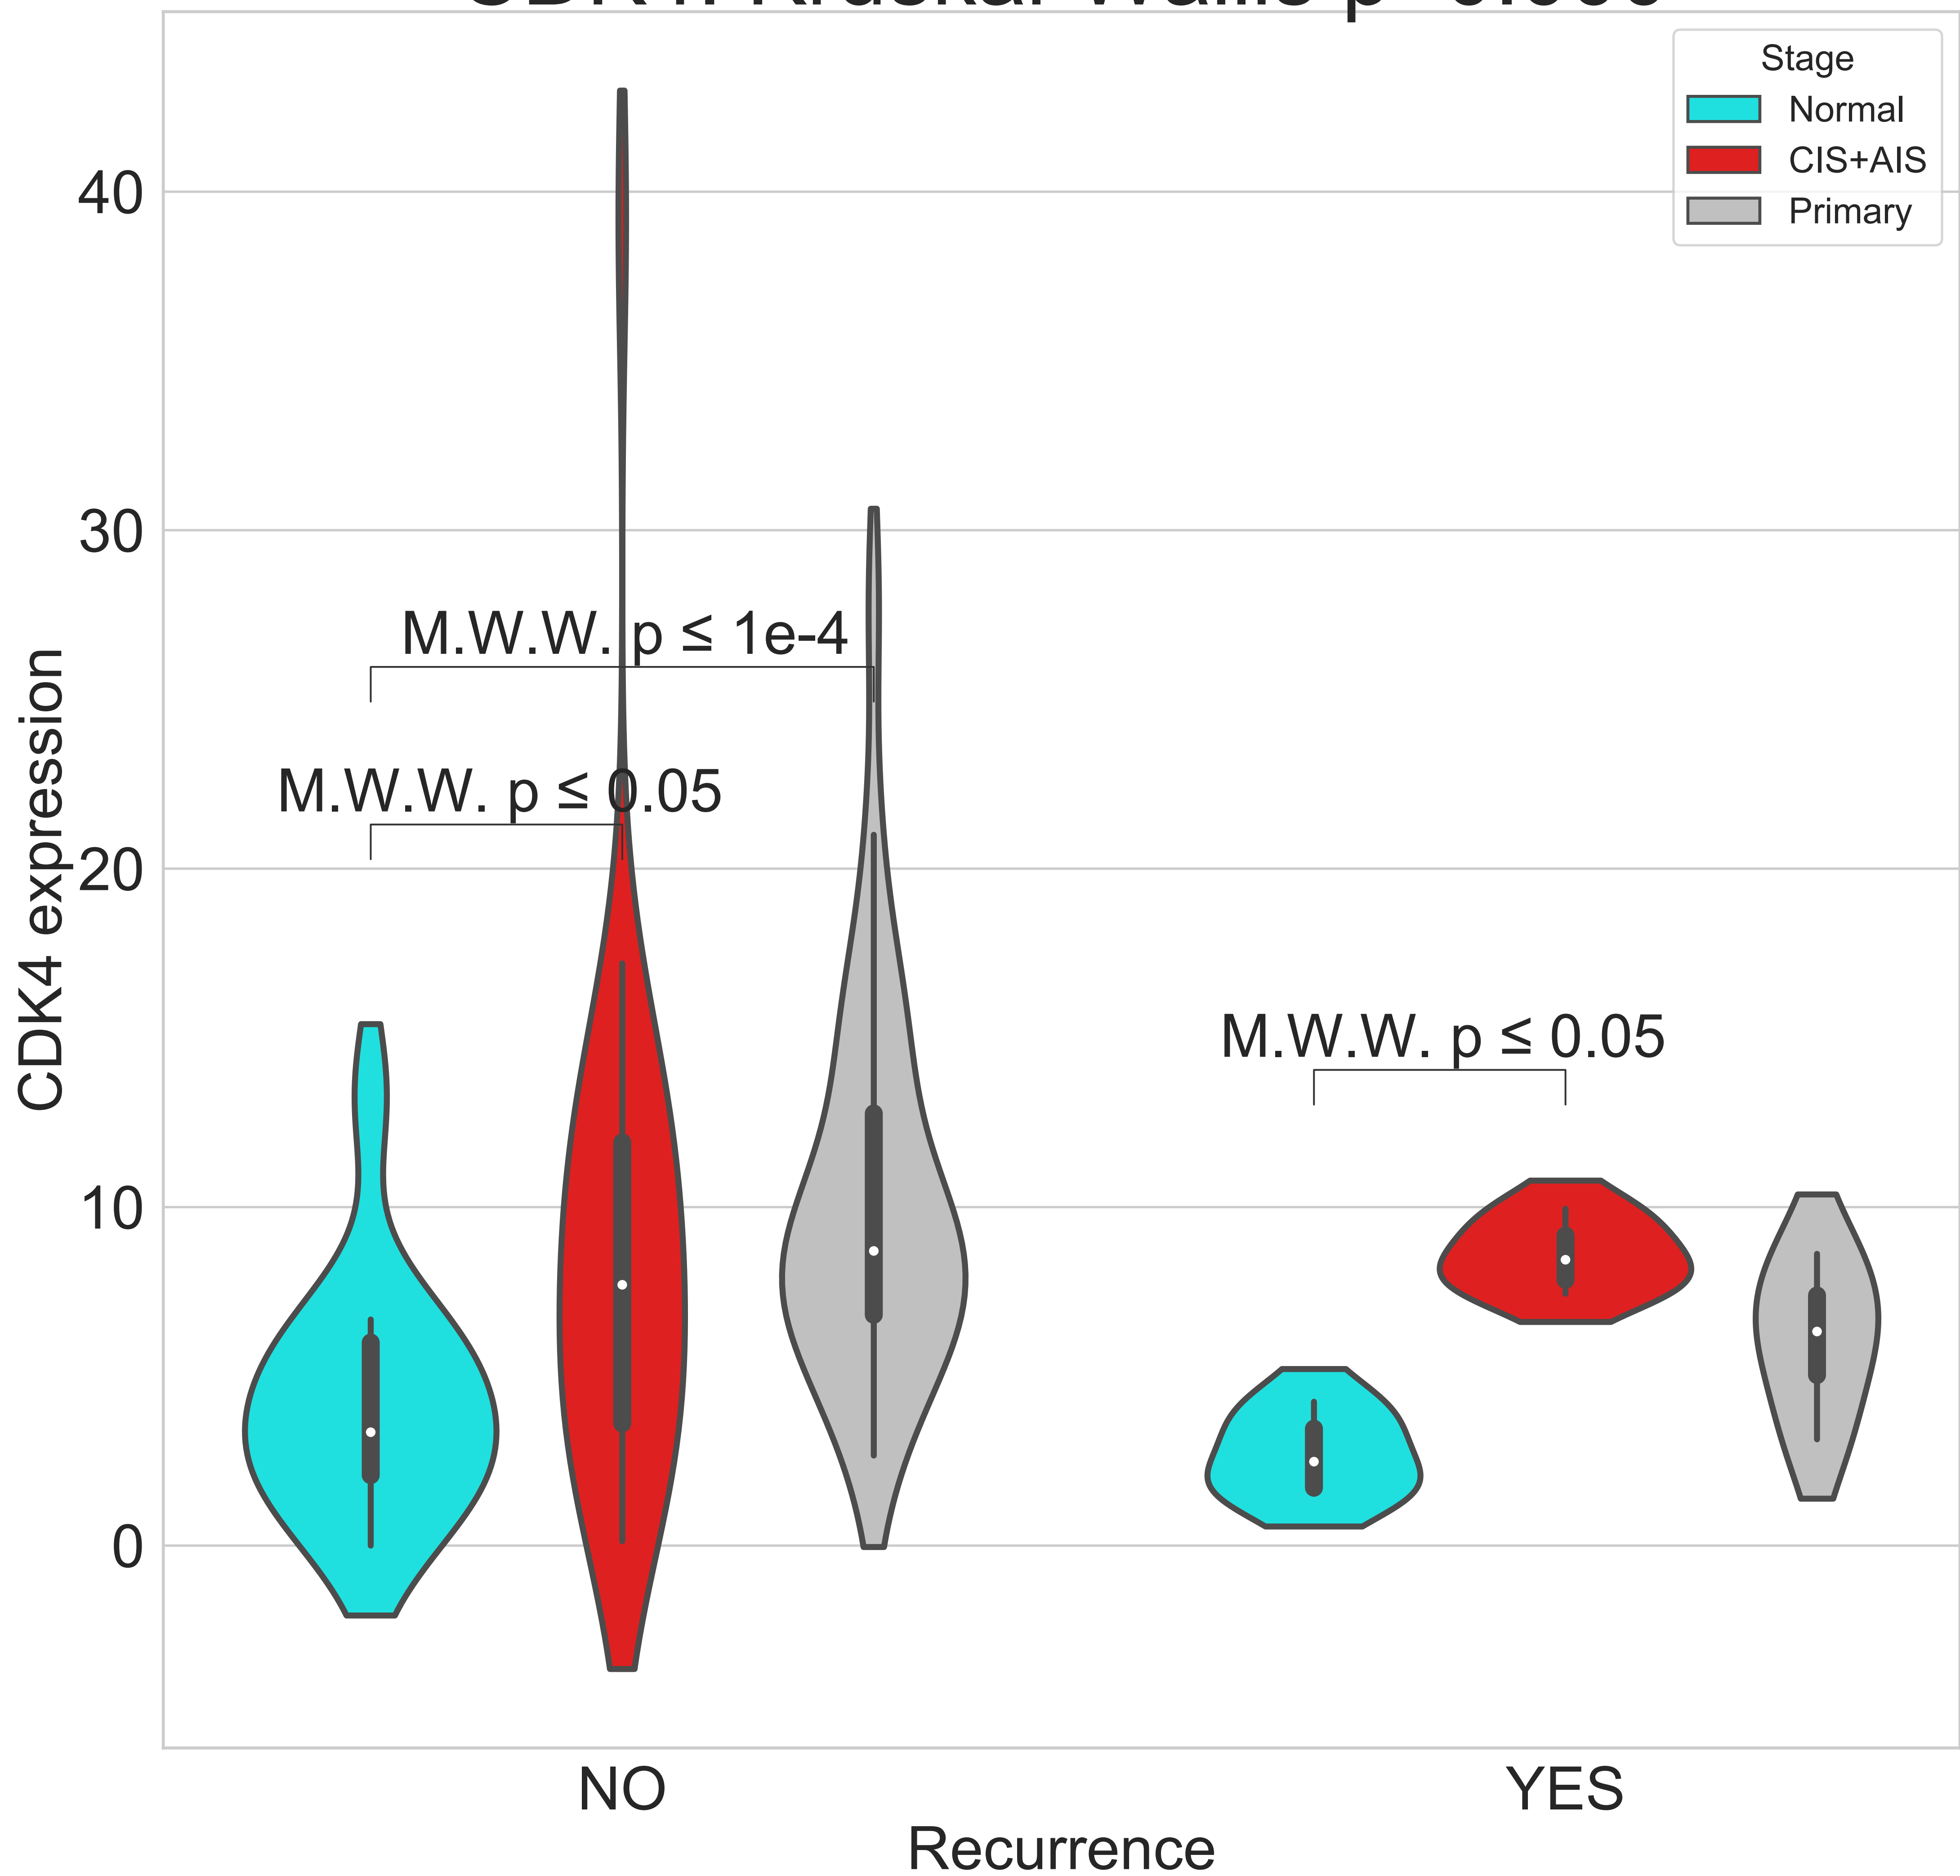 Stage
Normal
CIS+AIS
Primary
40
30
20
10
0
CDK4 expression
M.W.W. p ≤ 1e-4
M.W.W. p ≤ 0.05
M.W.W. p ≤ 0.05
NO
YES
Recurrence